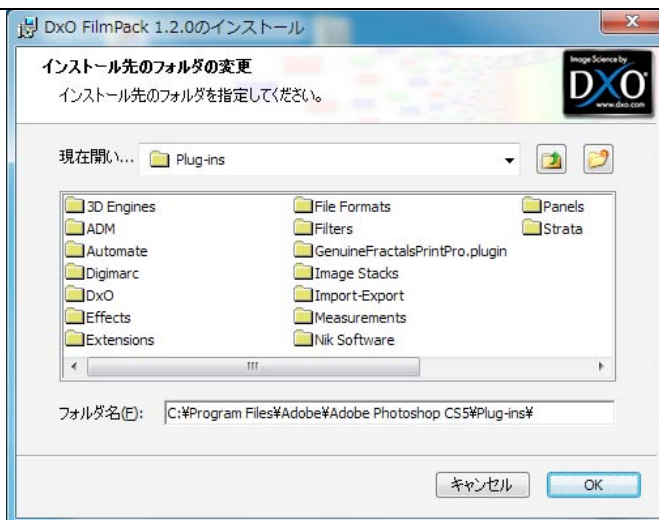 DxO FilmPack 1.2.0のインストール
インストール先のフォルダの変更
インストール先のフォルダを指定してください。
Image Science by
DXO
www.dxo.com
現在開い... Plug-ins
3D Engines
ADM
Automate
Digimarc
DxO
Effects
Extensions
File Formats
Filters
GenuineFractalsPrintPro.plugin
Image Stacks
Import-Export
Measurements
Nik Software
Panels
Strata
フォルダ名(F): C:¥Program Files¥Adobe¥Adobe Photoshop CS5¥Plug-ins¥
キャンセル OK